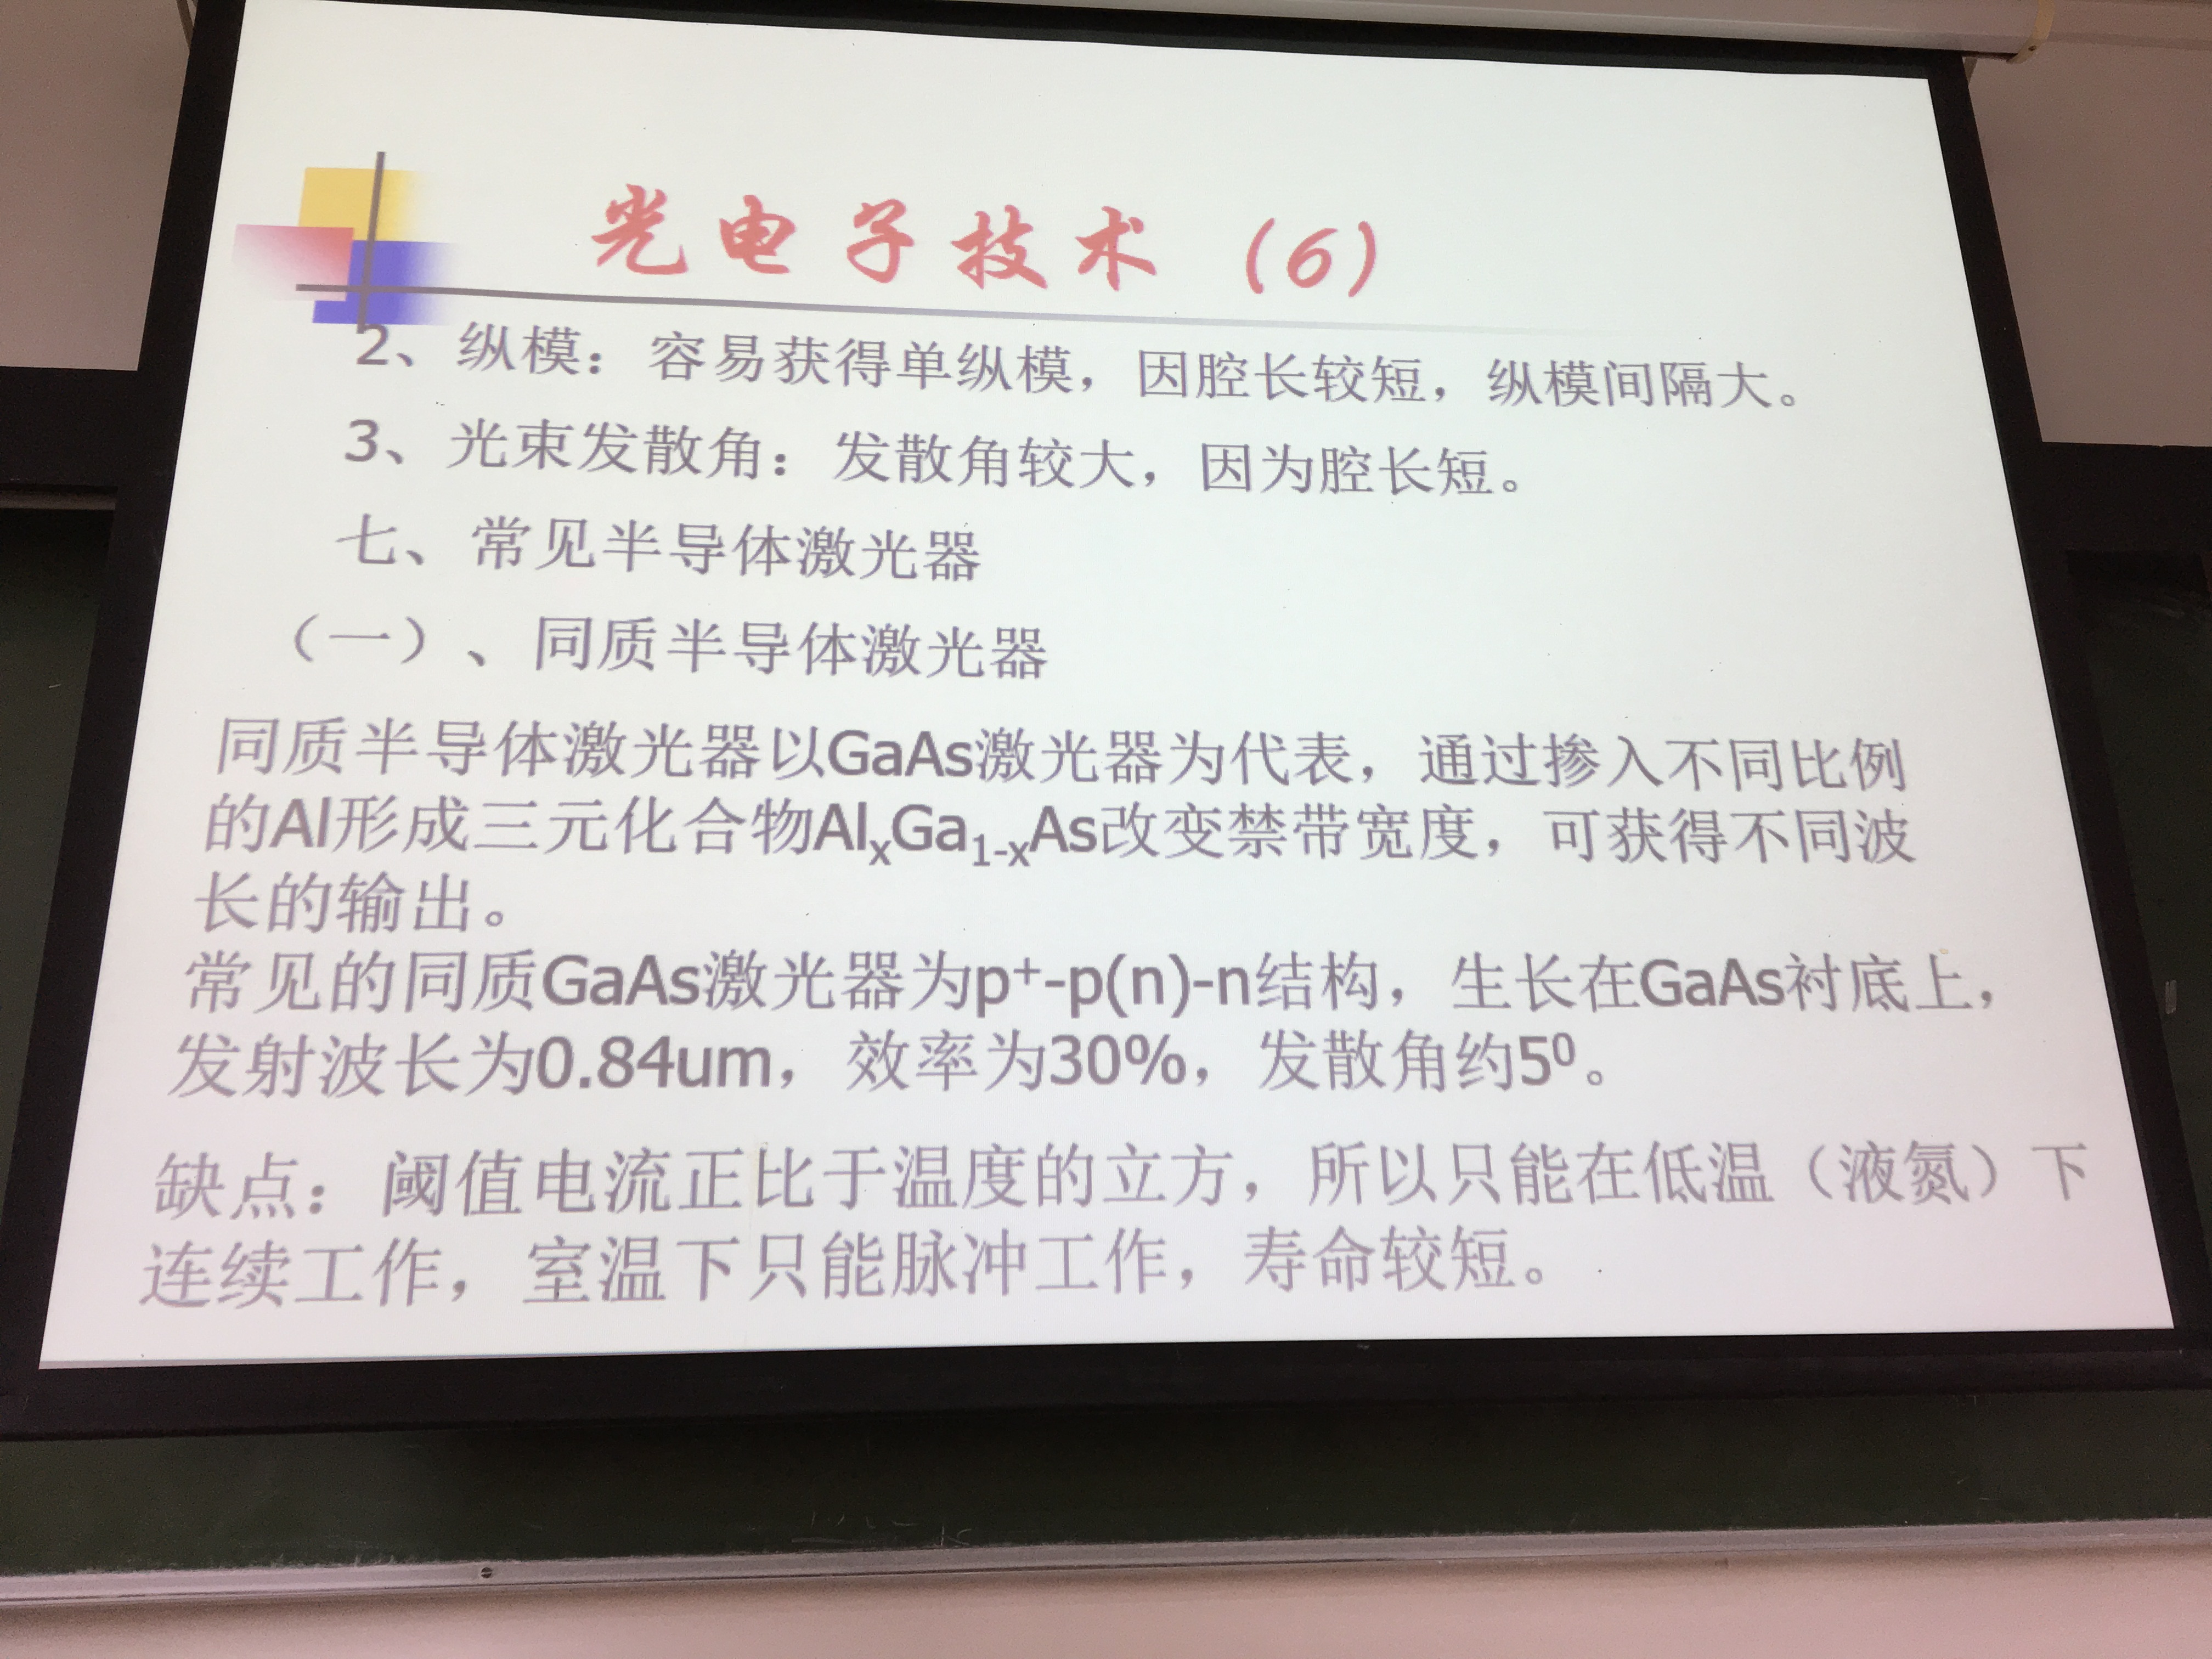 光电子技术（6）
2、纵模：容易获得单纵模，因腔长较短，纵模间隔大。
3、光束发散角：发散角较大，因为腔长短。
七、常见半导体激光器
（一）、同质半导体激光器
同质半导体激光器以GaAs激光器为代表，通过掺入不同比例
的Al形成三元化合物AlₓGa₁₋ₓAs改变禁带宽度，可获得不同波
长的输出。
常见的同质GaAs激光器为p⁺-p(n)-n结构，生长在GaAs衬底上，
发射波长为0.84um，效率为30%，发散角约5⁰。
缺点：阈值电流正比于温度的立方，所以只能在低温（液氮）下
连续工作，室温下只能脉冲工作，寿命较短。